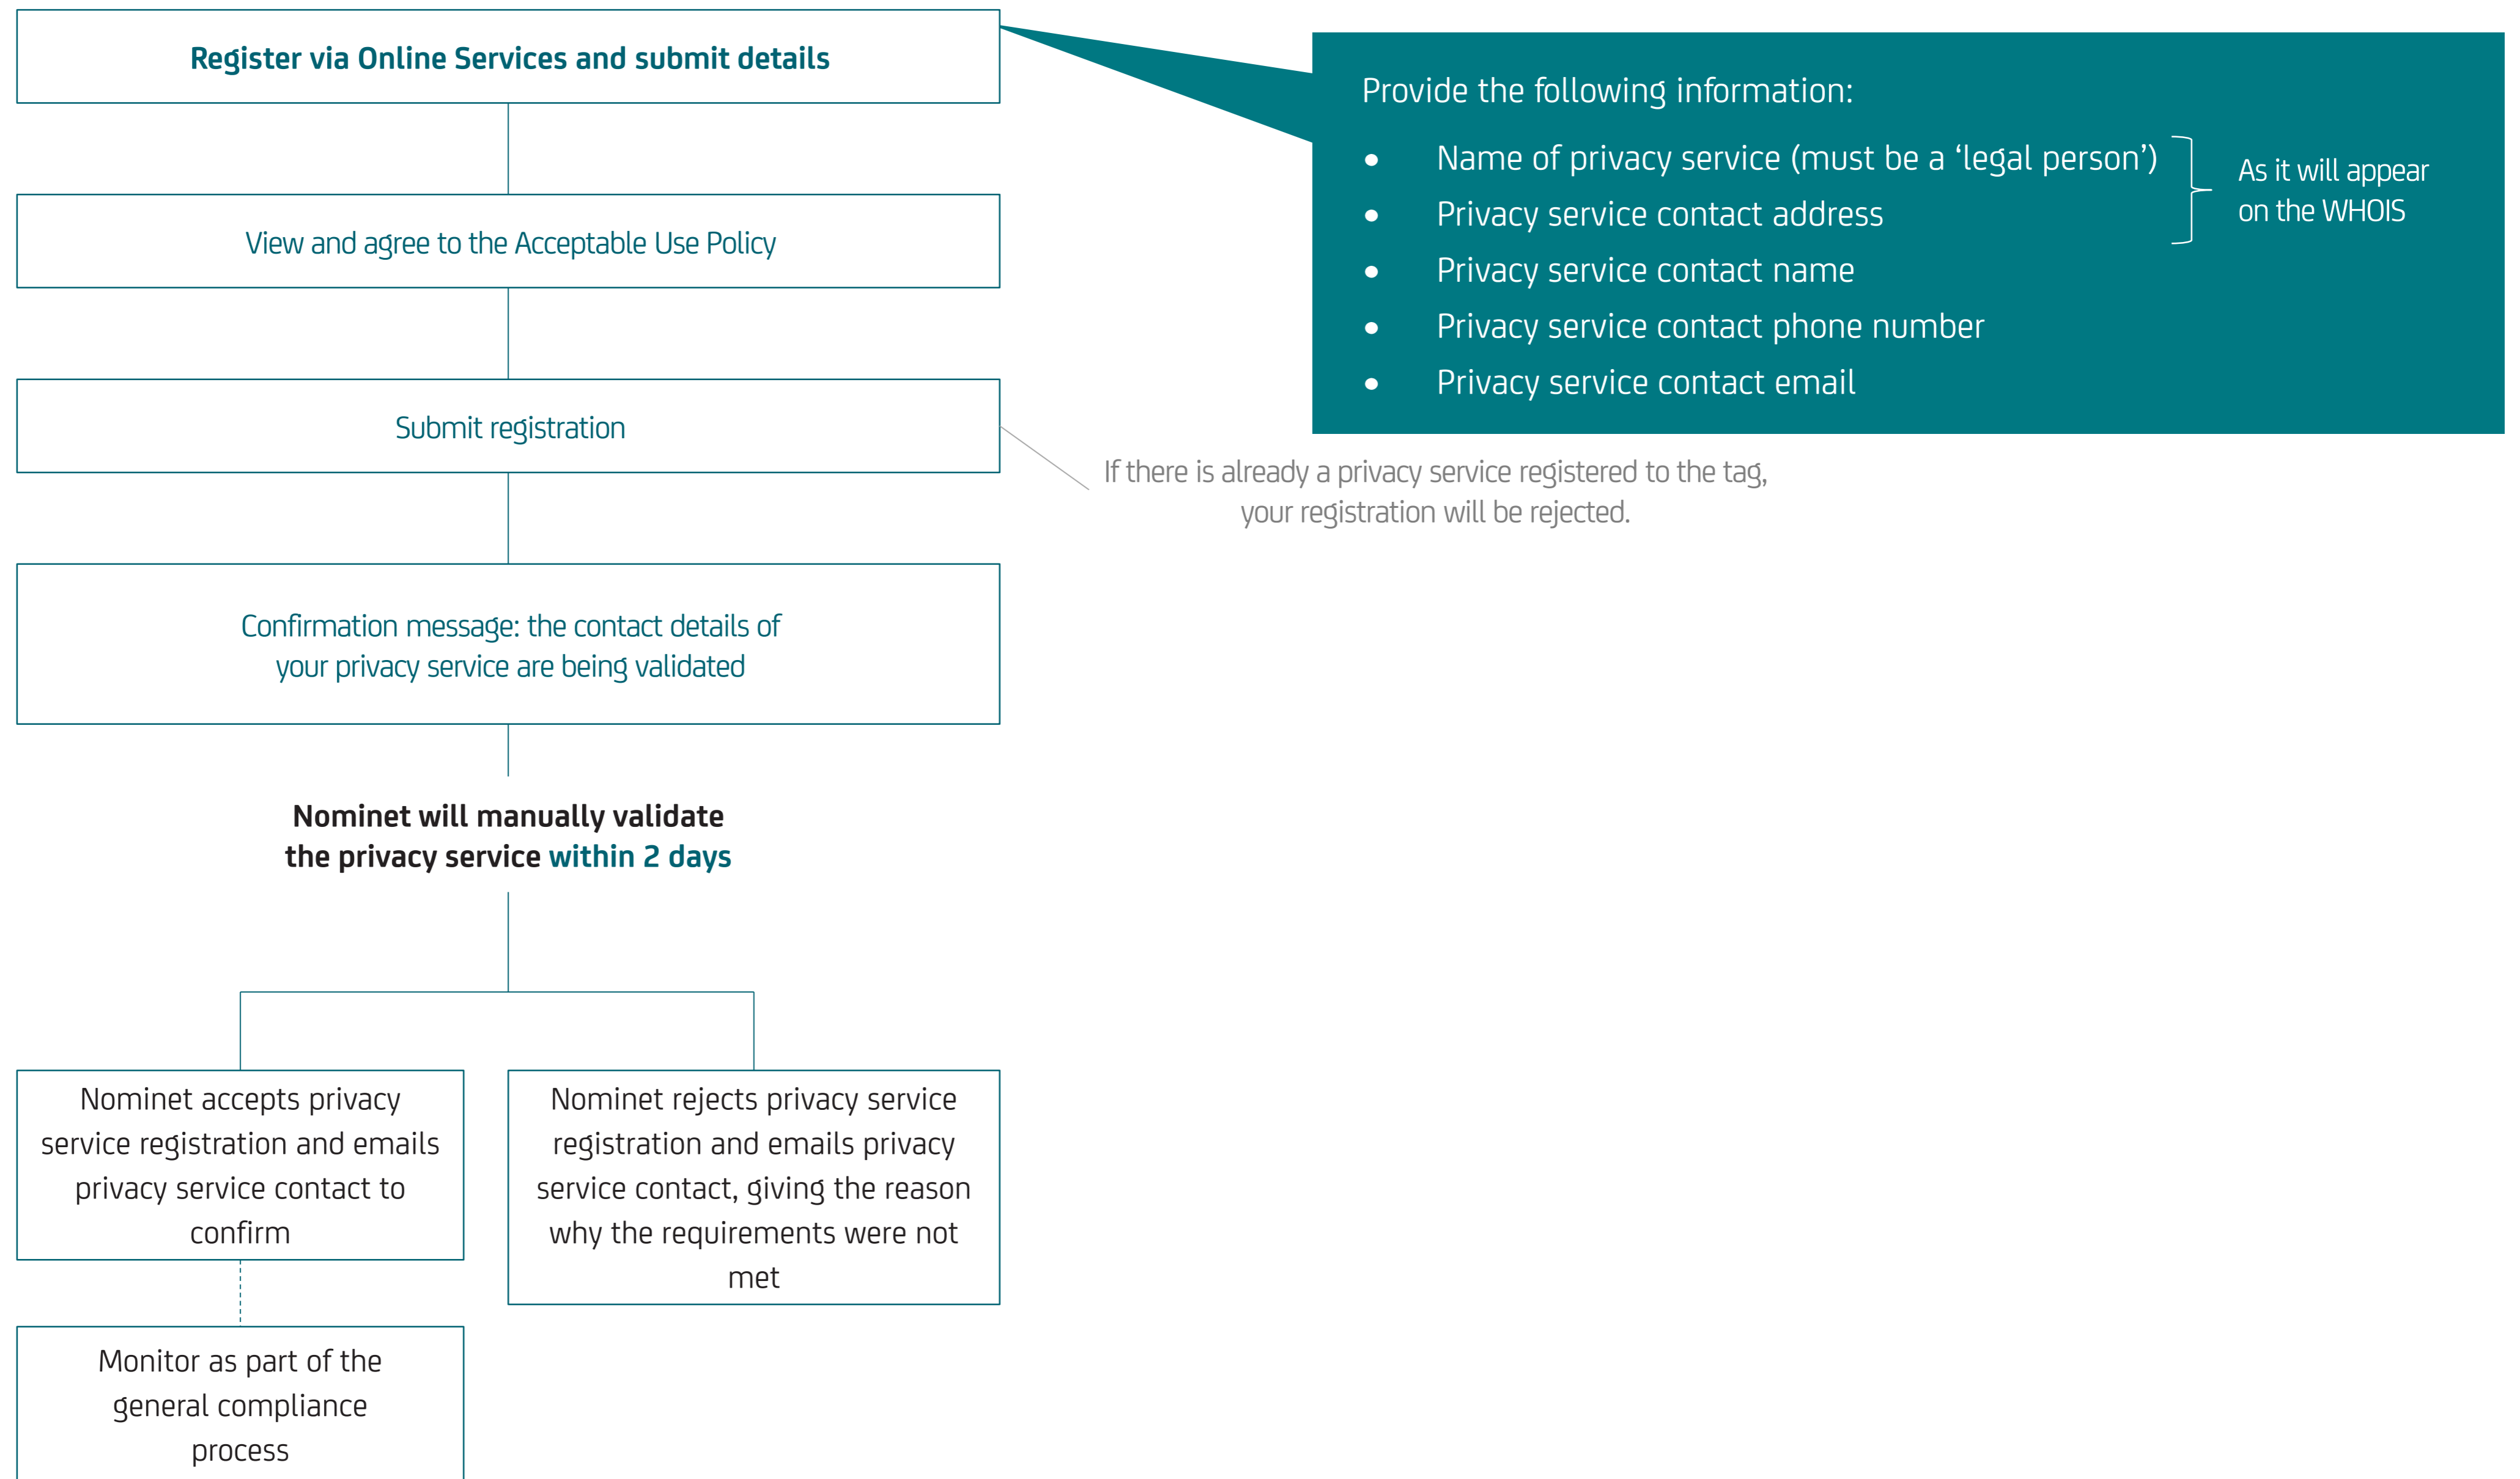 Register via Online Services and submit details
Provide the following information:
• Name of privacy service (must be a ‘legal person’)
• Privacy service contact address
• Privacy service contact name
• Privacy service contact phone number
• Privacy service contact email
As it will appear
on the WHOIS
View and agree to the Acceptable Use Policy
Submit registration
If there is already a privacy service registered to the tag,
your registration will be rejected.
Confirmation message: the contact details of
your privacy service are being validated
Nominet will manually validate
the privacy service within 2 days
Nominet accepts privacy
service registration and emails
privacy service contact to
confirm
Nominet rejects privacy service
registration and emails privacy
service contact, giving the reason
why the requirements were not
met
Monitor as part of the
general compliance
process